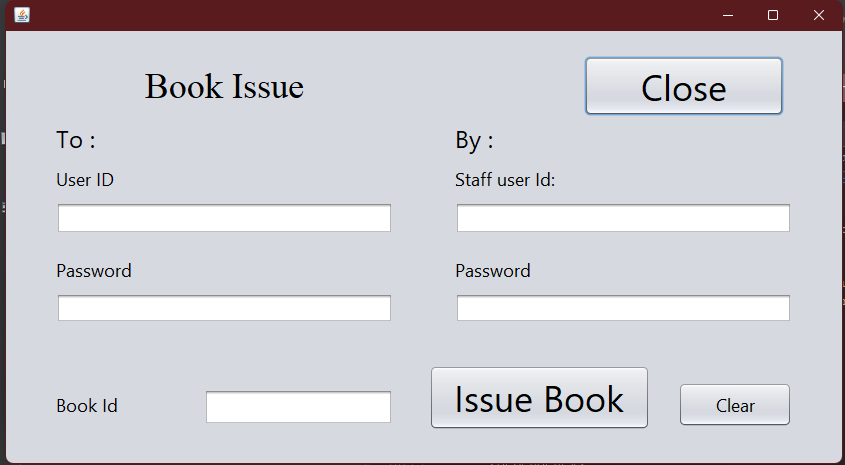 Book Issue
Close
To :
By :
User ID
Staff user Id:
Password
Password
Book Id
Issue Book
Clear